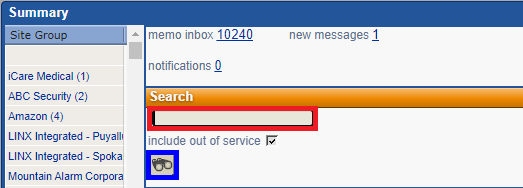 Summary
Site Group
iCare Medical (1)
ABC Security (2)
Amazon (4)
LINX Integrated - Puyall
LINX Integrated - Spoka
Mountain Alarm Corpora
memo inbox 10240 new messages 1
notifications 0
Search
include out of service